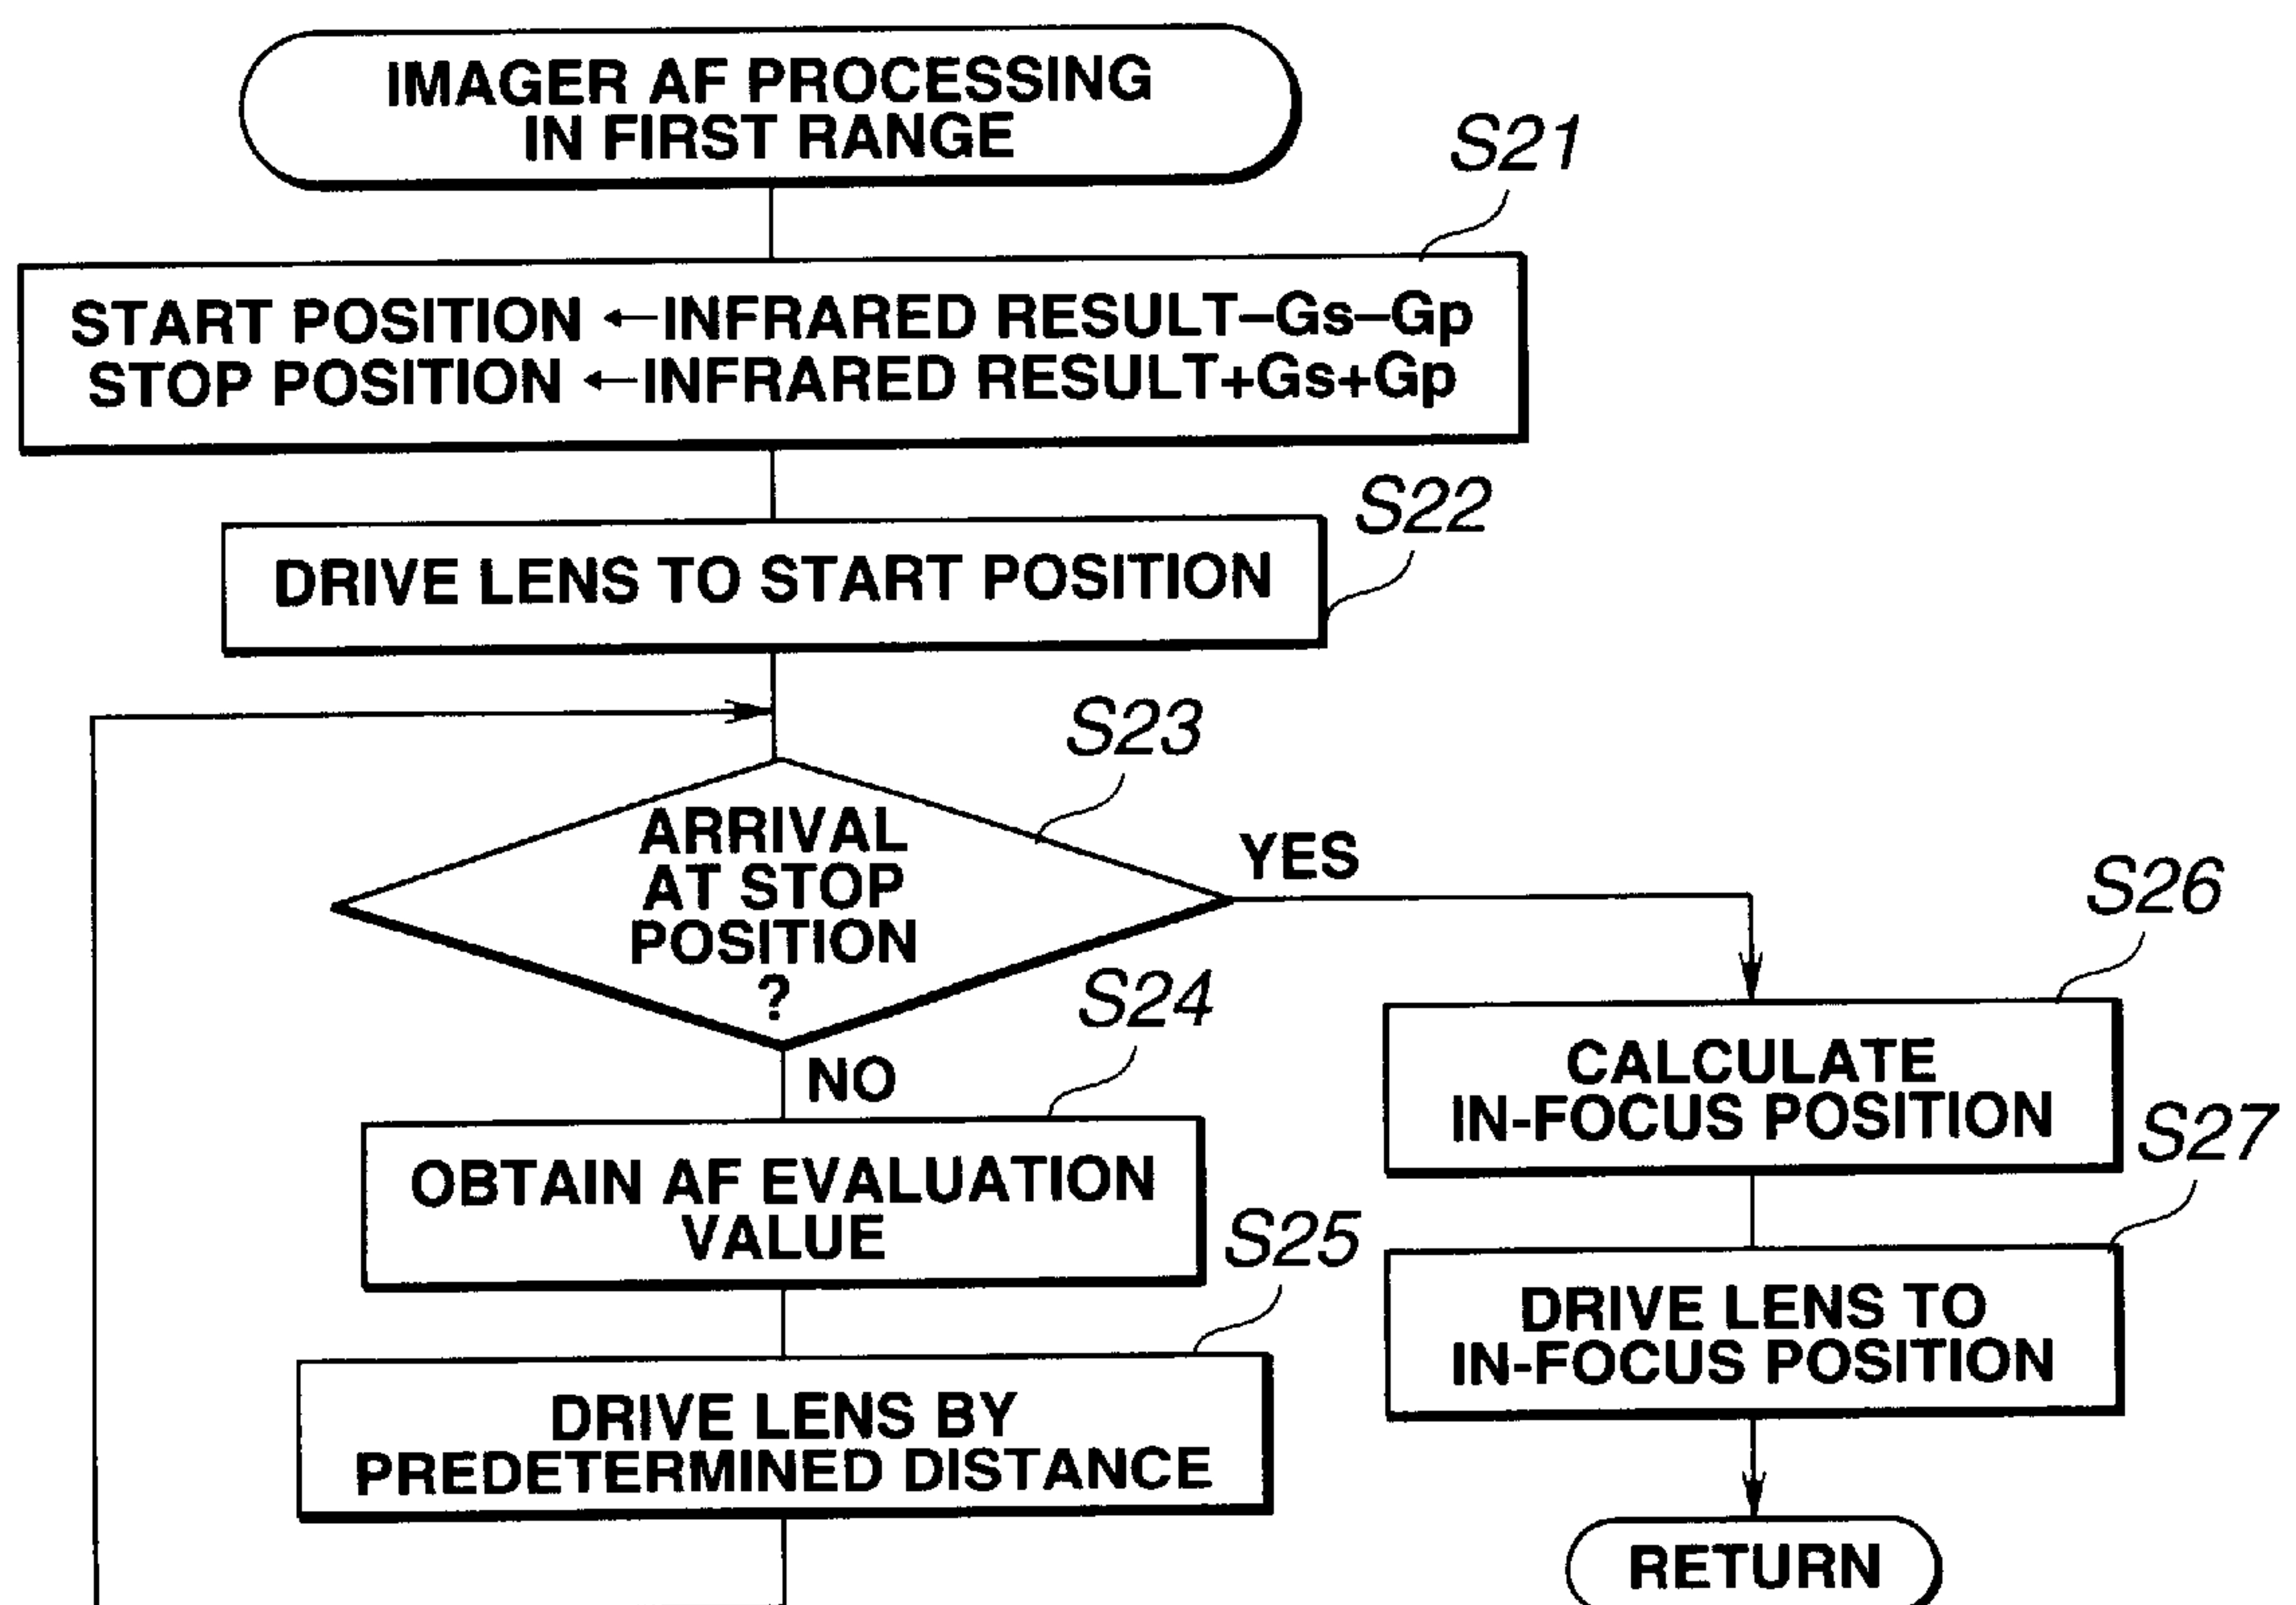 IMAGER AF PROCESSING
IN FIRST RANGE
S21
START POSITION ←INFRARED RESULT–Gs–Gp
STOP POSITION ←INFRARED RESULT+Gs+Gp
S22
DRIVE LENS TO START POSITION
S23
ARRIVAL
AT STOP
POSITION
?
YES
NO
S24
OBTAIN AF EVALUATION
VALUE
S25
DRIVE LENS BY
PREDETERMINED DISTANCE
S26
CALCULATE
IN-FOCUS POSITION
S27
DRIVE LENS TO
IN-FOCUS POSITION
RETURN